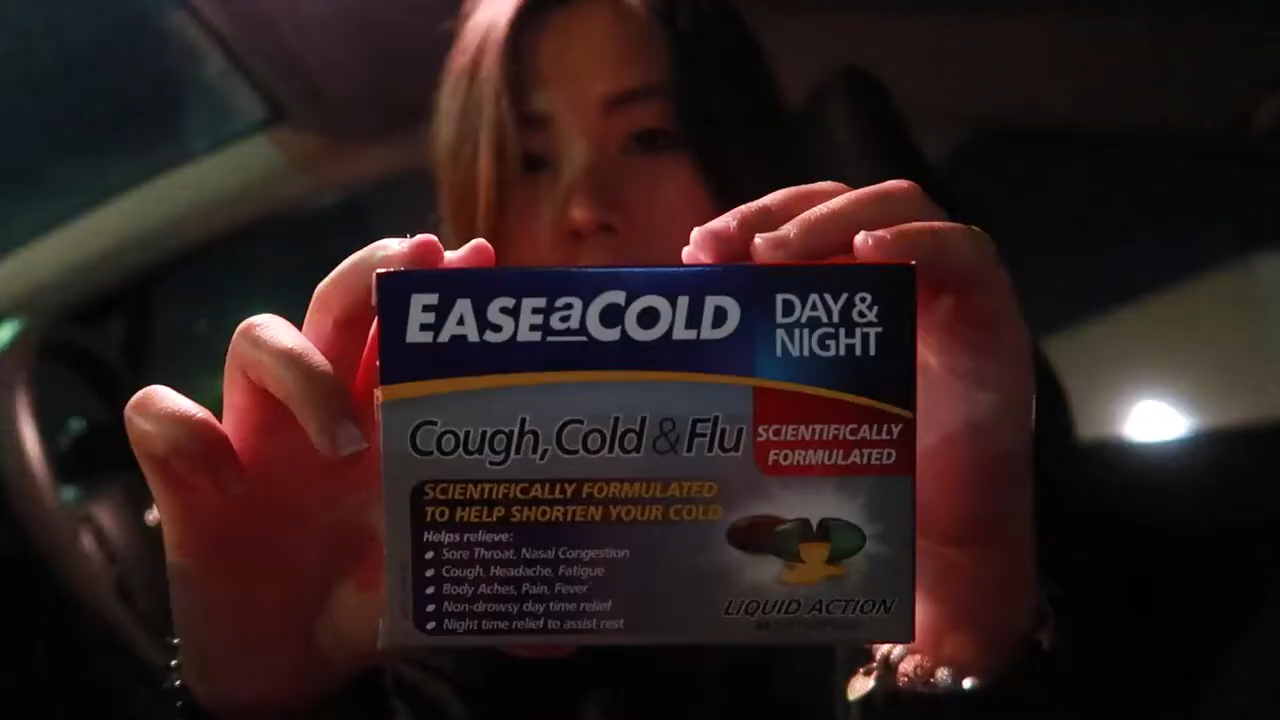 EASEaCOLD
DAY &
NIGHT
Cough, Cold & Flu
SCIENTIFICALLY
FORMULATED
SCIENTIFICALLY FORMULATED
TO HELP SHORTEN YOUR COLD
Helps relieve:
Sore Throat, Nasal Congestion
Cough, Headache, Fatigue
Body Aches, Pain, Fever
Non-drowsy day time relief
Night time relief to assist rest
LIQUID ACTION